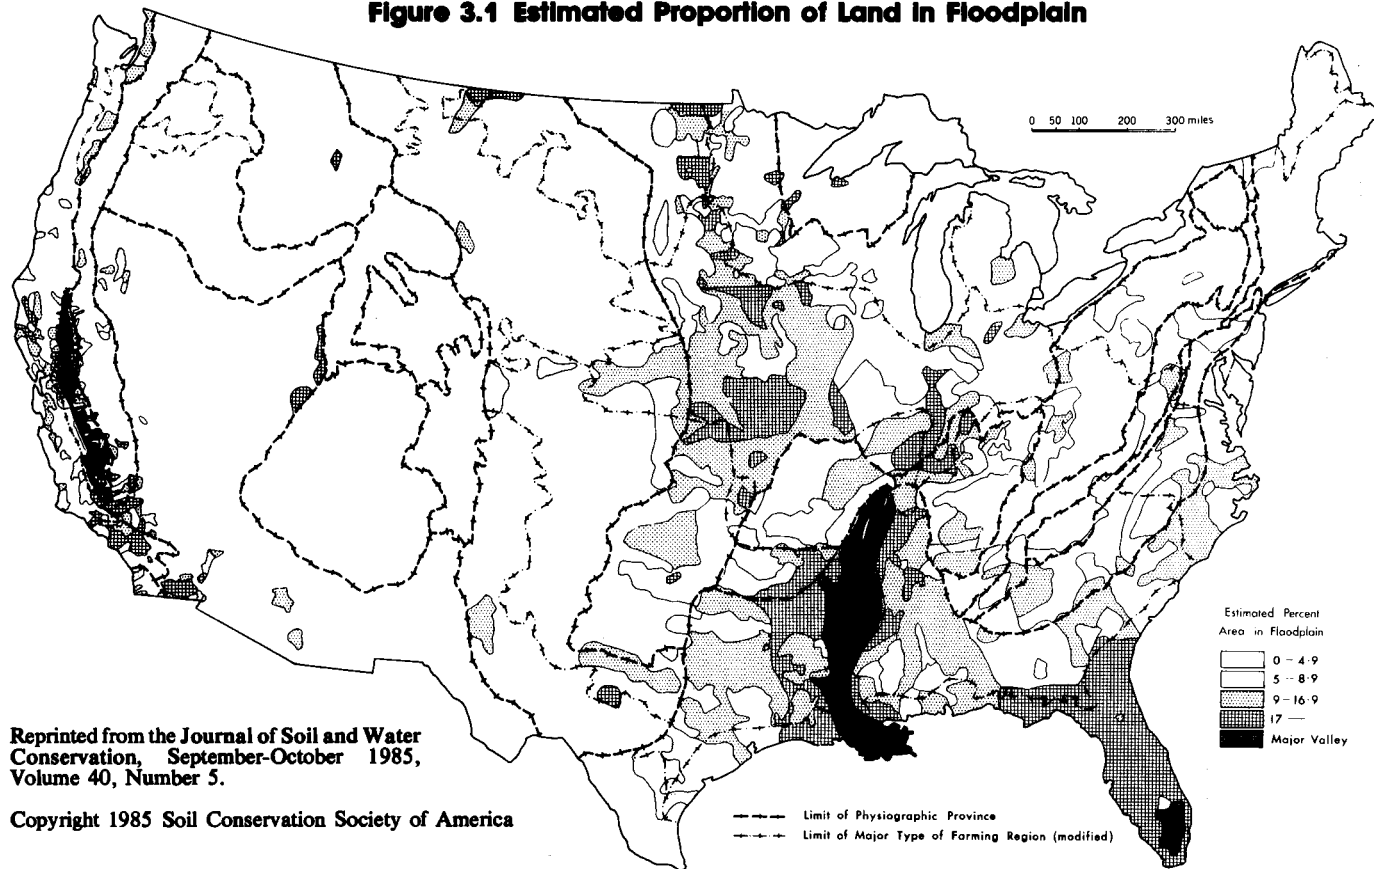 Figure 3.1 Estimated Proportion of Land in Floodplain
0 50 100 200 300 miles
Estimated Percent
Area in Floodplain
0 - 4·9
5 - 8·9
9 - 16·9
17 —
Major Valley
Reprinted from the Journal of Soil and Water
Conservation, September-October 1985,
Volume 40, Number 5.
Copyright 1985 Soil Conservation Society of America
Limit of Physiographic Province
Limit of Major Type of Farming Region (modified)